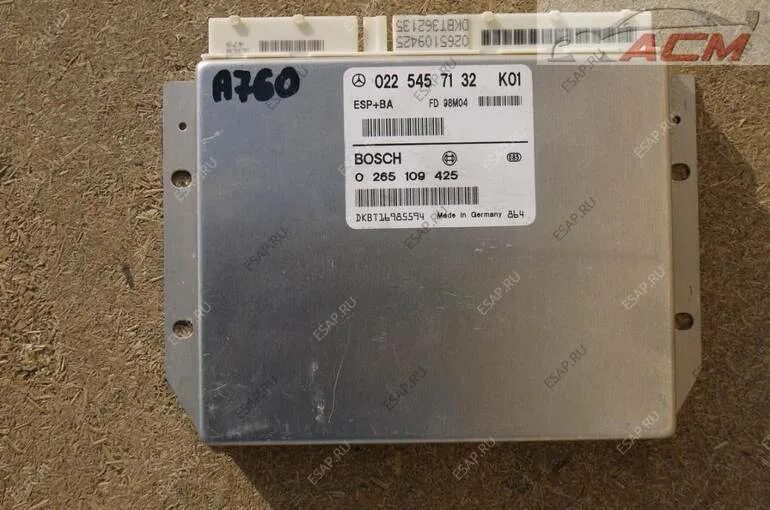 0265109425
DKBT362135
ACM
A760
022 545 71 32 K01
ESP+BA FD 98M04
BOSCH
0 265 109 425
DKBT16985594 Made in Germany 864
ESAP.RU